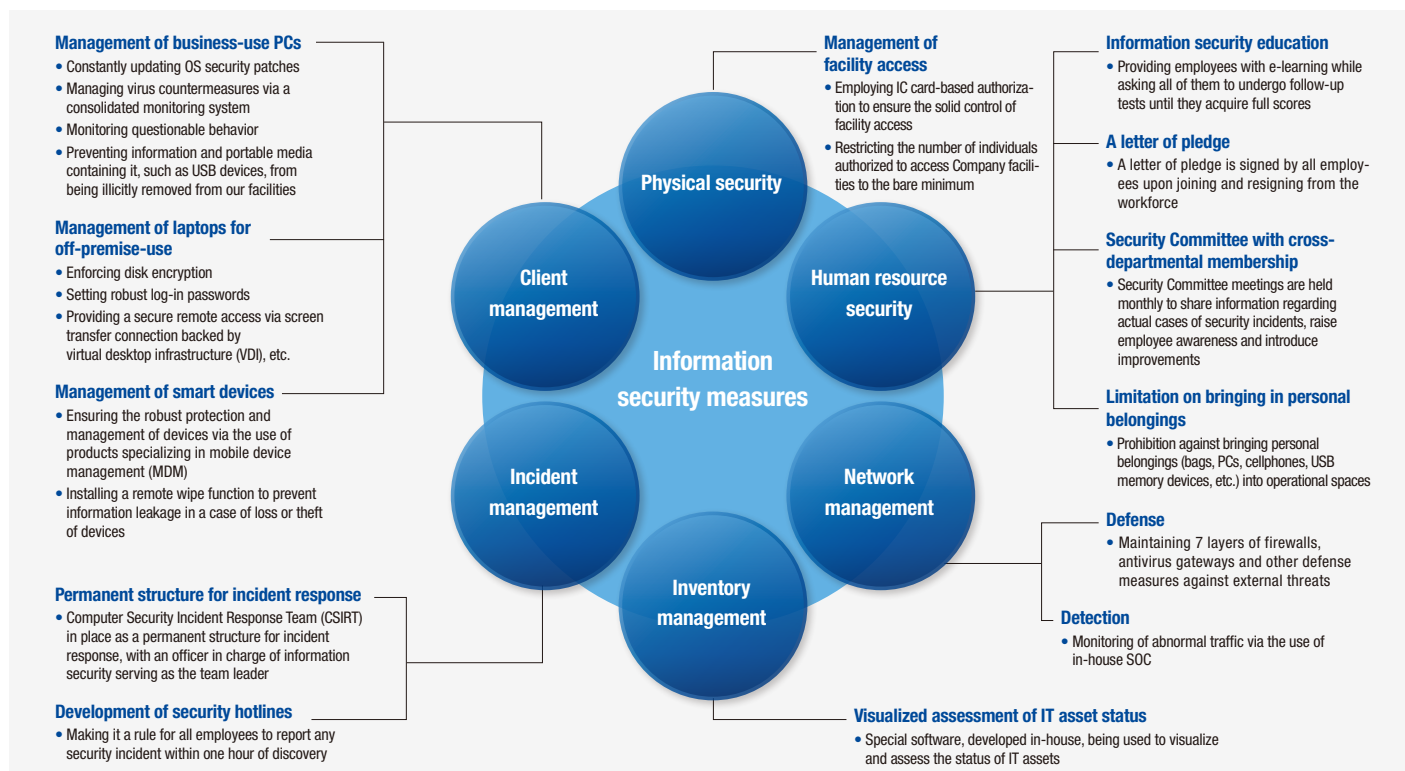 Management of business-use PCs
• Constantly updating OS security patches
• Managing virus countermeasures via a
consolidated monitoring system
• Monitoring questionable behavior
• Preventing information and portable media
containing it, such as USB devices, from
being illicitly removed from our facilities
Management of laptops for
off-premise-use
• Enforcing disk encryption
• Setting robust log-in passwords
• Providing a secure remote access via screen
transfer connection backed by
virtual desktop infrastructure (VDI), etc.
Management of smart devices
• Ensuring the robust protection and
management of devices via the use of
products specializing in mobile device
management (MDM)
• Installing a remote wipe function to prevent
information leakage in a case of loss or theft
of devices
Permanent structure for incident response
• Computer Security Incident Response Team (CSIRT)
in place as a permanent structure for incident
response, with an officer in charge of information
security serving as the team leader
Development of security hotlines
• Making it a rule for all employees to report any
security incident within one hour of discovery
Physical security
Client
management
Human resource
security
Information
security measures
Incident
management
Network
management
Inventory
management
Management of
facility access
• Employing IC card-based authoriza-
tion to ensure the solid control of
facility access
• Restricting the number of individuals
authorized to access Company facili-
ties to the bare minimum
Information security education
• Providing employees with e-learning while
asking all of them to undergo follow-up
tests until they acquire full scores
A letter of pledge
• A letter of pledge is signed by all employ-
ees upon joining and resigning from the
workforce
Security Committee with cross-
departmental membership
• Security Committee meetings are held
monthly to share information regarding
actual cases of security incidents, raise
employee awareness and introduce
improvements
Limitation on bringing in personal
belongings
• Prohibition against bringing personal
belongings (bags, PCs, cellphones, USB
memory devices, etc.) into operational spaces
Defense
• Maintaining 7 layers of firewalls,
antivirus gateways and other defense
measures against external threats
Detection
• Monitoring of abnormal traffic via the use of
in-house SOC
Visualized assessment of IT asset status
• Special software, developed in-house, being used to visualize
and assess the status of IT assets